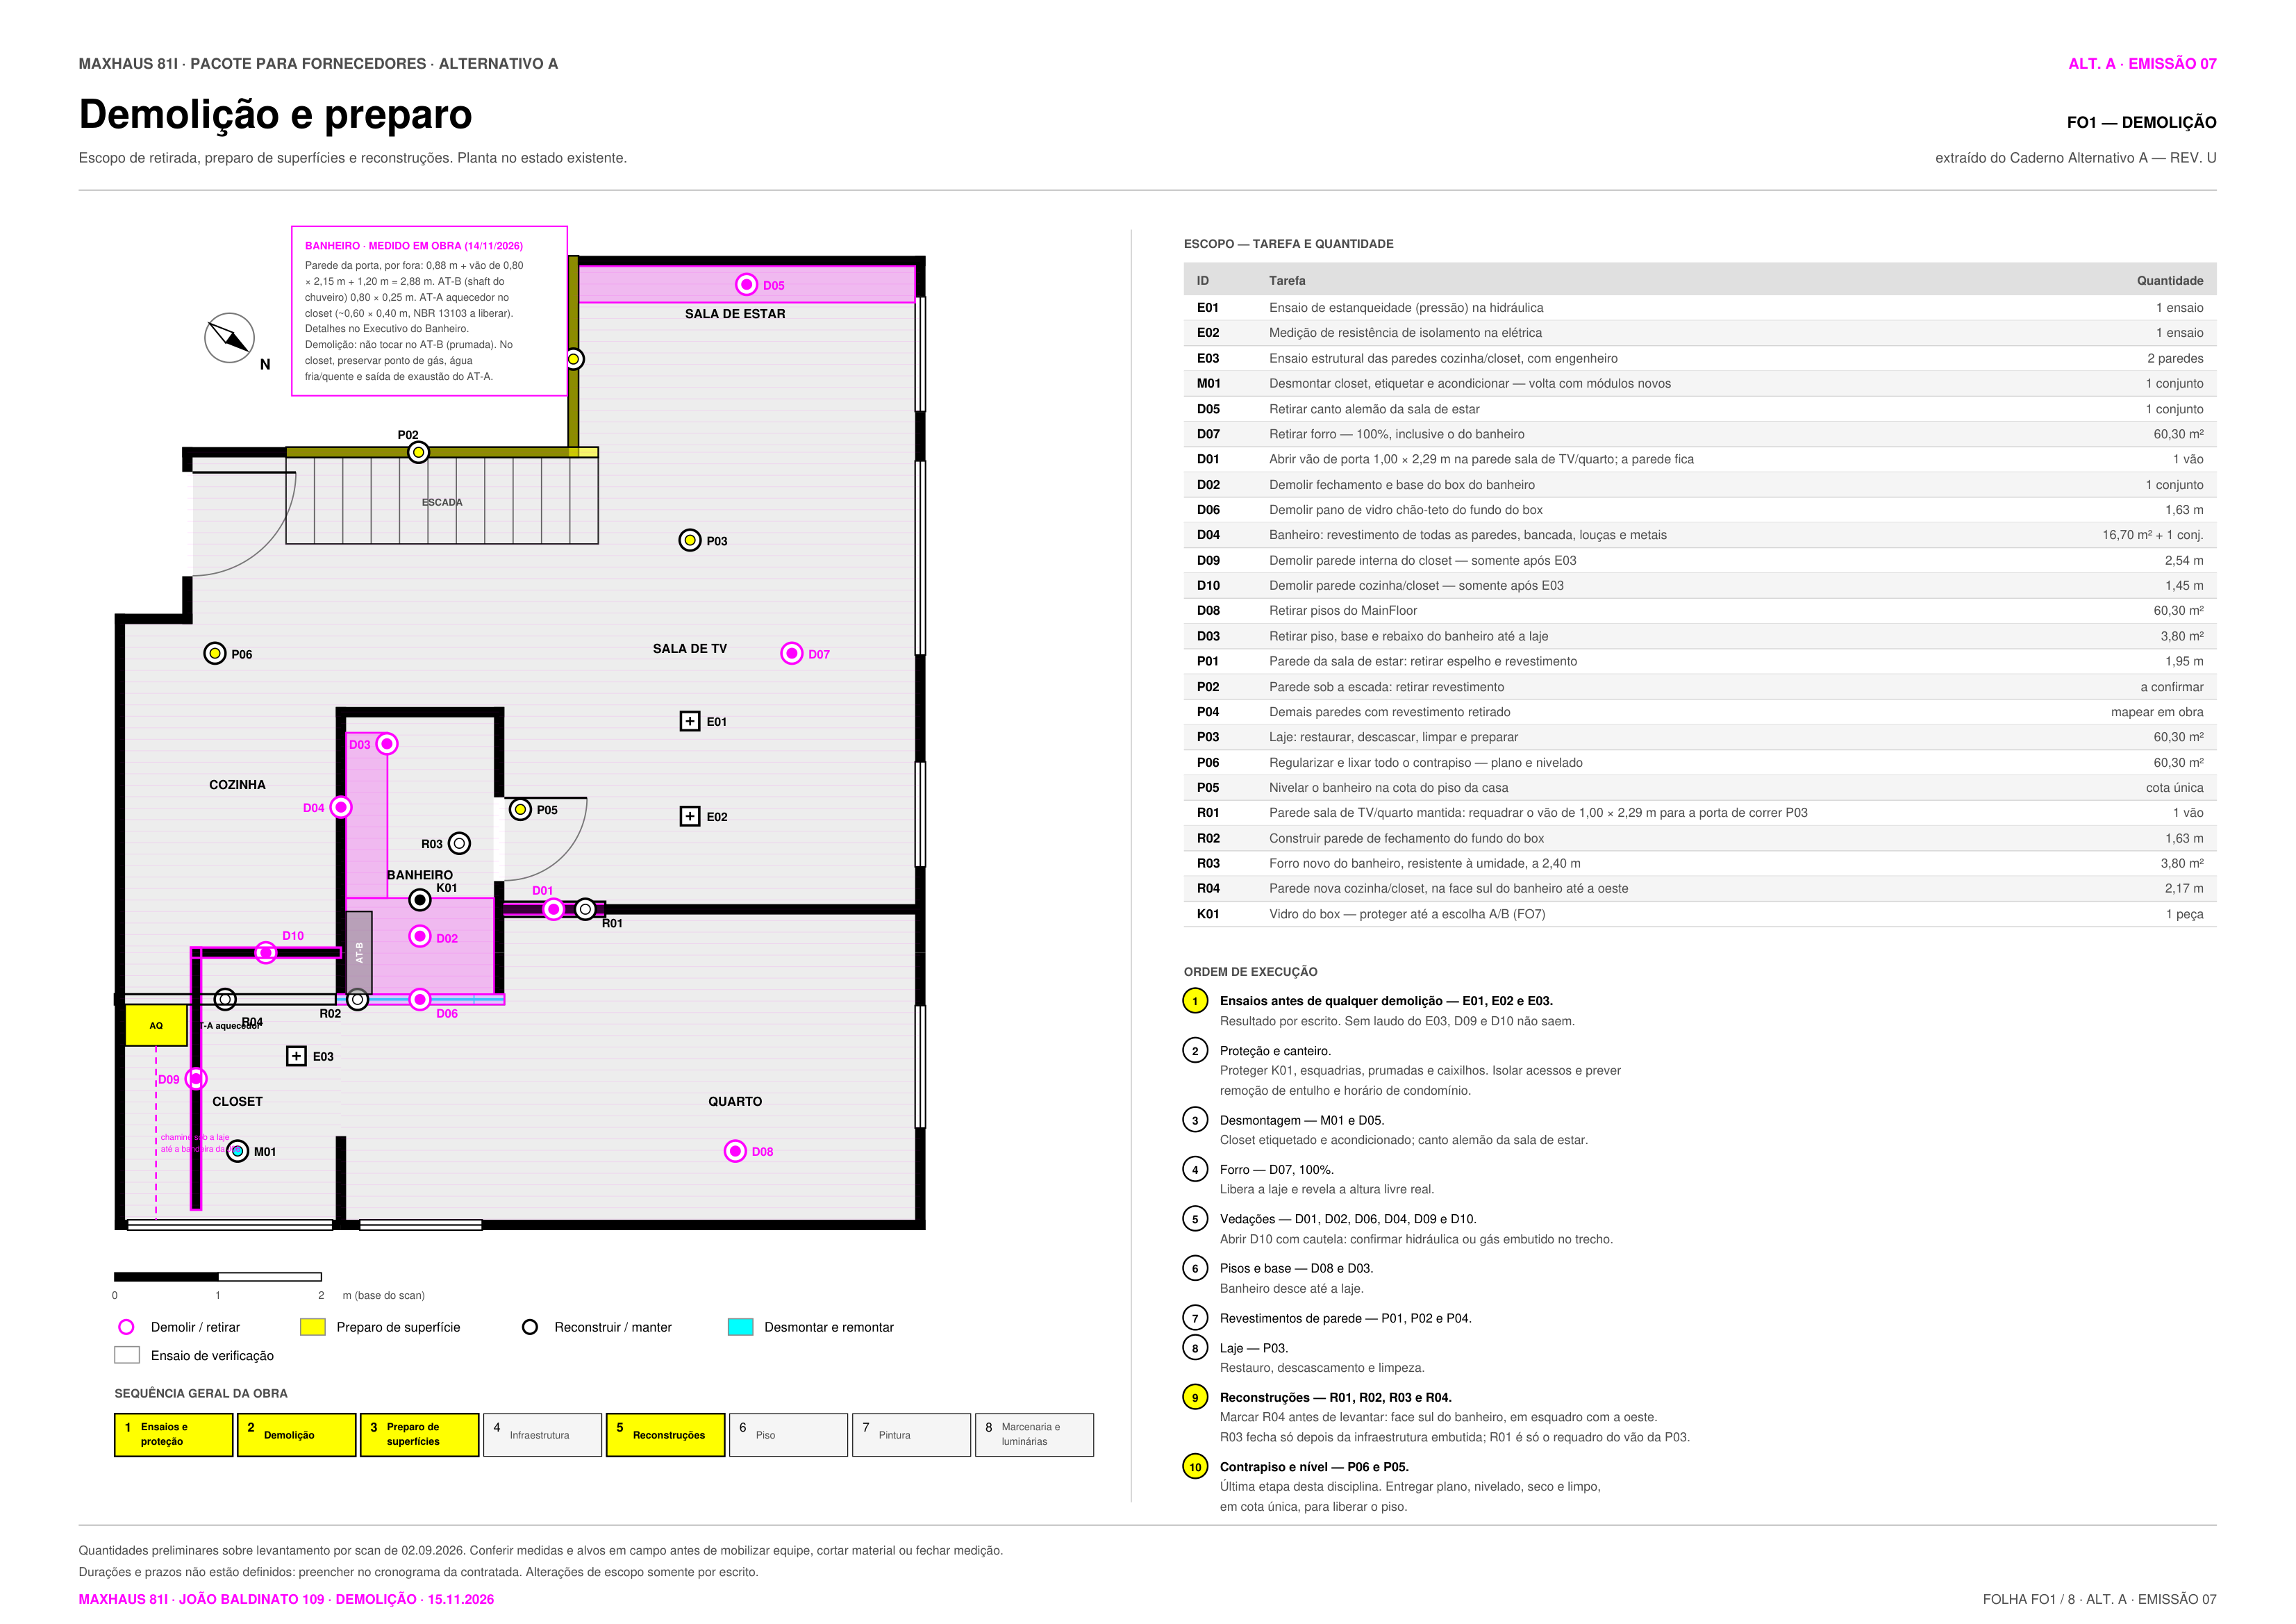 MAXHAUS 81I · PACOTE PARA FORNECEDORES · ALTERNATIVO A
ALT. A · EMISSÃO 07
Demolição e preparo
FO1 — DEMOLIÇÃO
Escopo de retirada, preparo de superfícies e reconstruções. Planta no estado existente.
extraído do Caderno Alternativo A — REV. U
BANHEIRO · MEDIDO EM OBRA (14/11/2026)
Parede da porta, por fora: 0,88 m + vão de 0,80
× 2,15 m + 1,20 m = 2,88 m. AT-B (shaft do
chuveiro) 0,80 × 0,25 m. AT-A aquecedor no
closet (~0,60 × 0,40 m, NBR 13103 a liberar).
Detalhes no Executivo do Banheiro.
Demolição: não tocar no AT-B (prumada). No
closet, preservar ponto de gás, água
fria/quente e saída de exaustão do AT-A.
N
D05
SALA DE ESTAR
P02
ESCADA
P03
P06
SALA DE TV
D07
E01
D03
COZINHA
D04
P05
E02
R03
BANHEIRO
K01
D01
R01
D10
D02
AT-B
R02
D06
AQ
T-A aquecedor
R04
E03
D09
CLOSET
QUARTO
chaminé sob a laje
até a bandeira da
M01
D08
0 1 2 m (base do scan)
Demolir / retirar
Preparo de superfície
Reconstruir / manter
Desmontar e remontar
Ensaio de verificação
SEQUÊNCIA GERAL DA OBRA
1 Ensaios e proteção
2 Demolição
3 Preparo de superfícies
4 Infraestrutura
5 Reconstruções
6 Piso
7 Pintura
8 Marcenaria e luminárias
ESCOPO — TAREFA E QUANTIDADE
ID Tarefa Quantidade
E01 Ensaio de estanqueidade (pressão) na hidráulica 1 ensaio
E02 Medição de resistência de isolamento na elétrica 1 ensaio
E03 Ensaio estrutural das paredes cozinha/closet, com engenheiro 2 paredes
M01 Desmontar closet, etiquetar e acondicionar — volta com módulos novos 1 conjunto
D05 Retirar canto alemão da sala de estar 1 conjunto
D07 Retirar forro — 100%, inclusive o do banheiro 60,30 m²
D01 Abrir vão de porta 1,00 × 2,29 m na parede sala de TV/quarto; a parede fica 1 vão
D02 Demolir fechamento e base do box do banheiro 1 conjunto
D06 Demolir pano de vidro chão-teto do fundo do box 1,63 m
D04 Banheiro: revestimento de todas as paredes, bancada, louças e metais 16,70 m² + 1 conj.
D09 Demolir parede interna do closet — somente após E03 2,54 m
D10 Demolir parede cozinha/closet — somente após E03 1,45 m
D08 Retirar pisos do MainFloor 60,30 m²
D03 Retirar piso, base e rebaixo do banheiro até a laje 3,80 m²
P01 Parede da sala de estar: retirar espelho e revestimento 1,95 m
P02 Parede sob a escada: retirar revestimento a confirmar
P04 Demais paredes com revestimento retirado mapear em obra
P03 Laje: restaurar, descascar, limpar e preparar 60,30 m²
P06 Regularizar e lixar todo o contrapiso — plano e nivelado 60,30 m²
P05 Nivelar o banheiro na cota do piso da casa cota única
R01 Parede sala de TV/quarto mantida: requadrar o vão de 1,00 × 2,29 m para a porta de correr P03 1 vão
R02 Construir parede de fechamento do fundo do box 1,63 m
R03 Forro novo do banheiro, resistente à umidade, a 2,40 m 3,80 m²
R04 Parede nova cozinha/closet, na face sul do banheiro até a oeste 2,17 m
K01 Vidro do box — proteger até a escolha A/B (FO7) 1 peça
ORDEM DE EXECUÇÃO
1 Ensaios antes de qualquer demolição — E01, E02 e E03.
Resultado por escrito. Sem laudo do E03, D09 e D10 não saem.
2 Proteção e canteiro.
Proteger K01, esquadrias, prumadas e caixilhos. Isolar acessos e prever
remoção de entulho e horário de condomínio.
3 Desmontagem — M01 e D05.
Closet etiquetado e acondicionado; canto alemão da sala de estar.
4 Forro — D07, 100%.
Libera a laje e revela a altura livre real.
5 Vedações — D01, D02, D06, D04, D09 e D10.
Abrir D10 com cautela: confirmar hidráulica ou gás embutido no trecho.
6 Pisos e base — D08 e D03.
Banheiro desce até a laje.
7 Revestimentos de parede — P01, P02 e P04.
8 Laje — P03.
Restauro, descascamento e limpeza.
9 Reconstruções — R01, R02, R03 e R04.
Marcar R04 antes de levantar: face sul do banheiro, em esquadro com a oeste.
R03 fecha só depois da infraestrutura embutida; R01 é só o requadro do vão da P03.
10 Contrapiso e nível — P06 e P05.
Última etapa desta disciplina. Entregar plano, nivelado, seco e limpo,
em cota única, para liberar o piso.
Quantidades preliminares sobre levantamento por scan de 02.09.2026. Conferir medidas e alvos em campo antes de mobilizar equipe, cortar material ou fechar medição.
Durações e prazos não estão definidos: preencher no cronograma da contratada. Alterações de escopo somente por escrito.
MAXHAUS 81I · JOÃO BALDINATO 109 · DEMOLIÇÃO · 15.11.2026
FOLHA FO1 / 8 · ALT. A · EMISSÃO 07